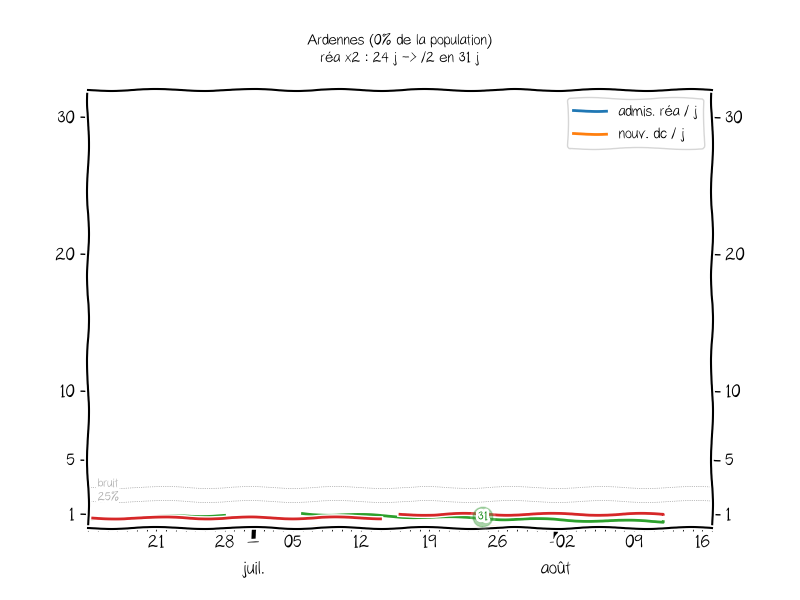 Ardennes (0% de la population)
réa x2 : 24 j -> /2 en 31 j
admis. réa / j
nouv. dc / j
30 30
20 20
10 10
5 5
bruit
25%
1 1
31
21 28 05 12 19 26 02 09 16
juil. août